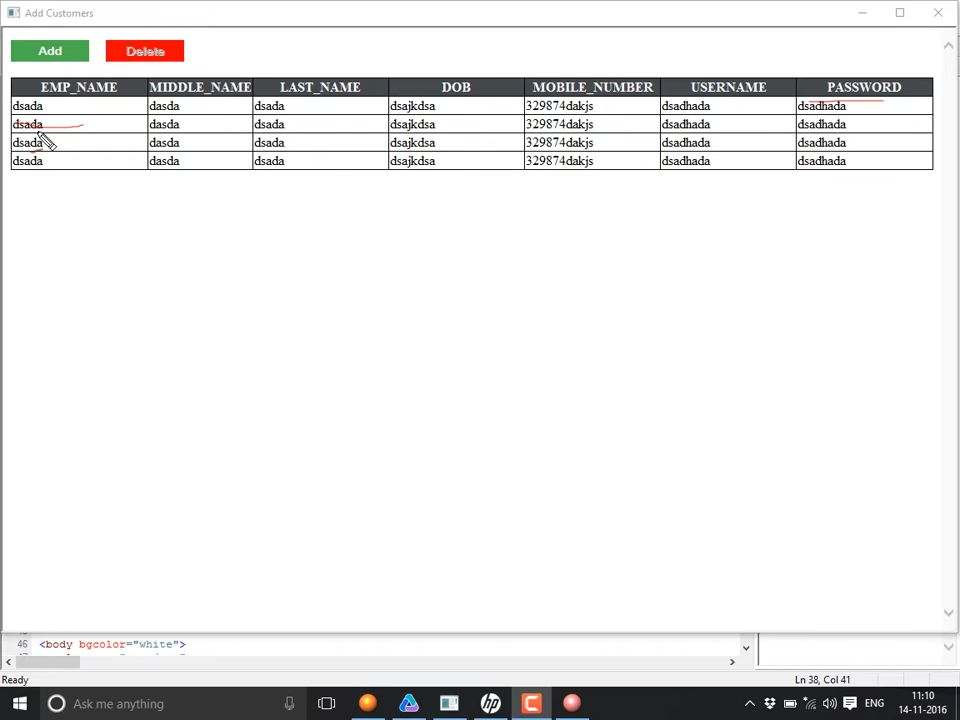 Add Customers
Add Delete
EMP_NAME MIDDLE_NAME LAST_NAME DOB MOBILE_NUMBER USERNAME PASSWORD
dsada dasda dsada dsajkdsa 329874dakjs dsadhada dsadhada
dsada dasda dsada dsajkdsa 329874dakjs dsadhada dsadhada
dsada dasda dsada dsajkdsa 329874dakjs dsadhada dsadhada
dsada dasda dsada dsajkdsa 329874dakjs dsadhada dsadhada
46 <body bgcolor="white">
Ready Ln 38, Col 41
Ask me anything ENG 11:10
14-11-2016